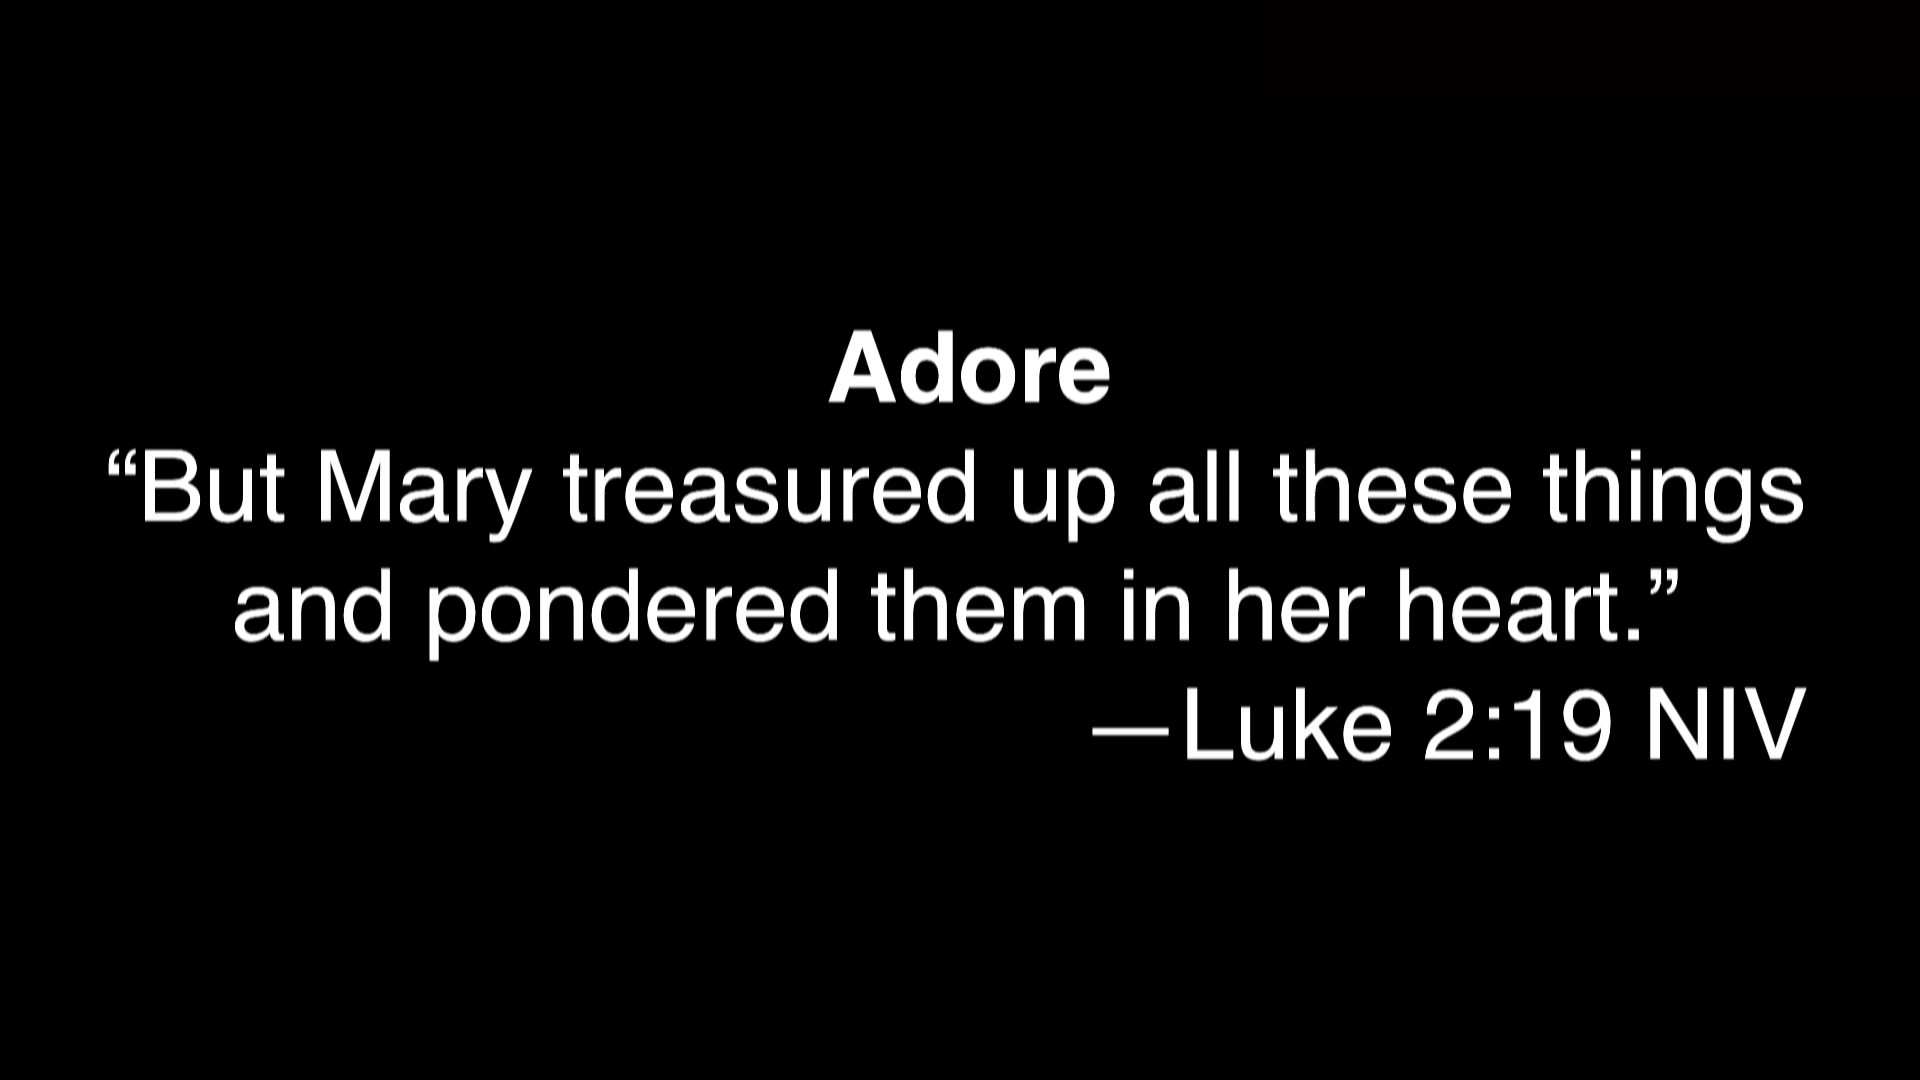 Adore
“But Mary treasured up all these things
and pondered them in her heart.”
—Luke 2:19 NIV